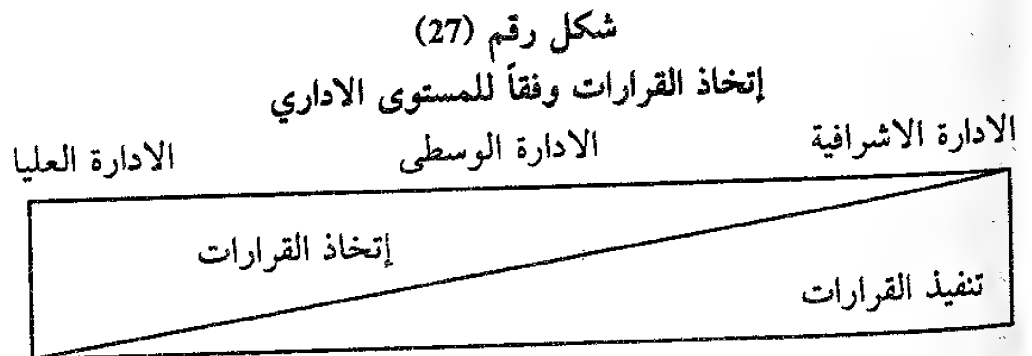 شكل رقم (27)
إتخاذ القرارات وفقاً للمستوى الاداري
الادارة الاشرافية
الادارة الوسطى
الادارة العليا
إتخاذ القرارات
تنفيذ القرارات